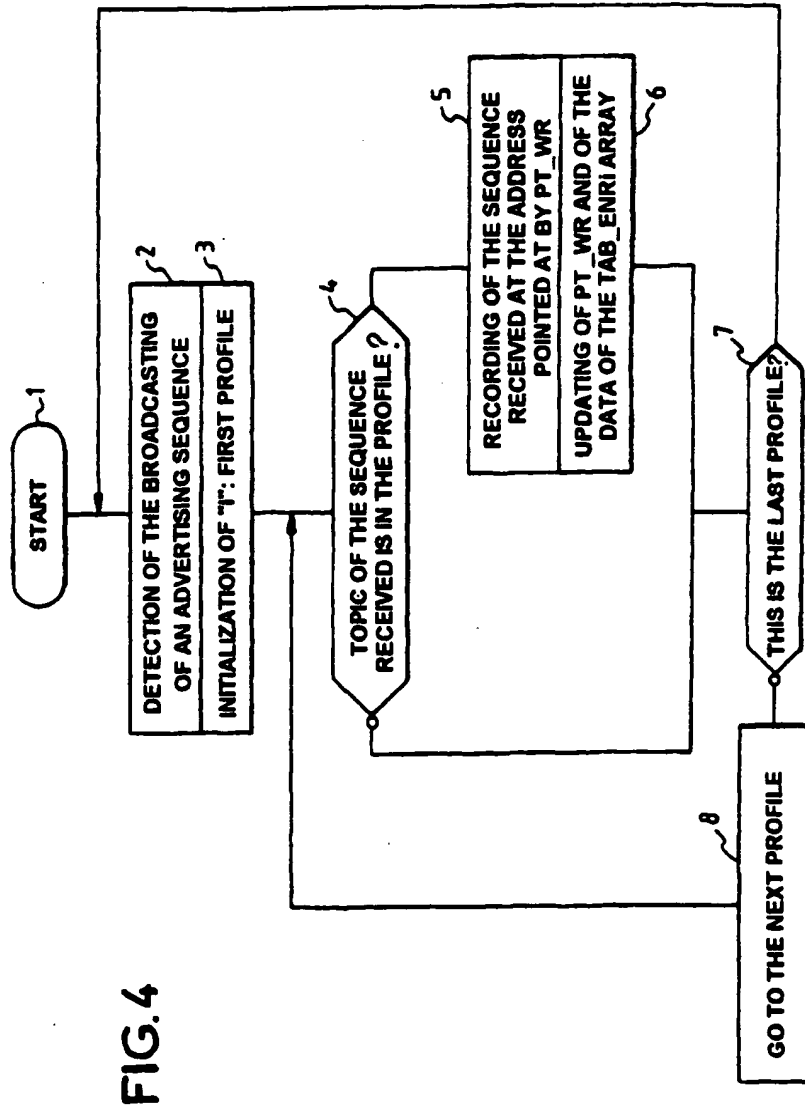 START
1
DETECTION OF THE BROADCASTING
OF AN ADVERTISING SEQUENCE
2
INITIALIZATION OF "I": FIRST PROFILE
3
TOPIC OF THE SEQUENCE
RECEIVED IS IN THE PROFILE?
4
RECORDING OF THE SEQUENCE
RECEIVED AT THE ADDRESS
POINTED AT BY PT_WR
5
UPDATING OF PT_WR AND OF THE
DATA OF THE TAB_ENRI ARRAY
6
THIS IS THE LAST PROFILE?
7
GO TO THE NEXT PROFILE
8
FIG.4